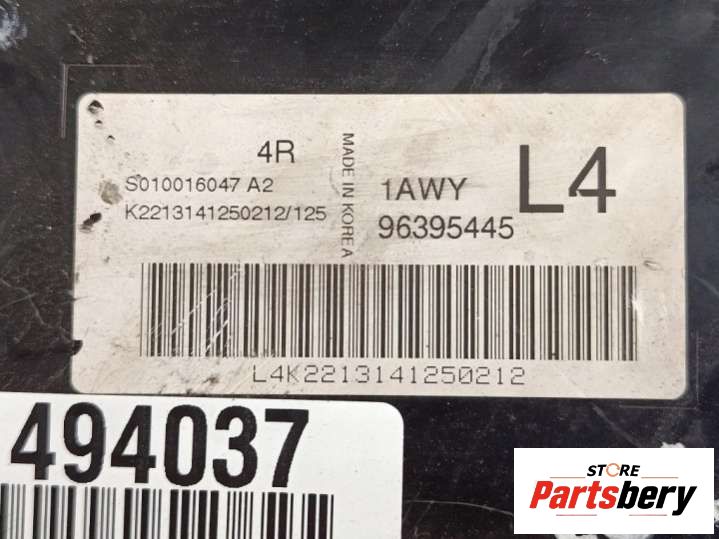 4R
S010016047 A2
K2213141250212/125
MADE IN KOREA
1AWY
L4
96395445
L4K2213141250212
494037
STORE
Partsbery